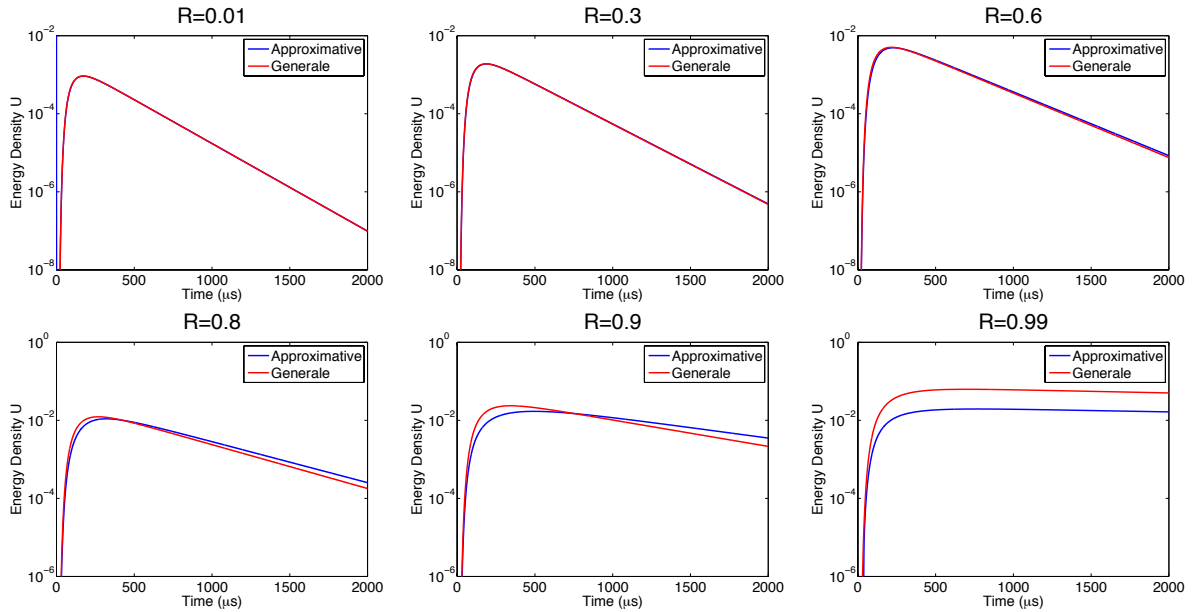 R=0.01
10⁻²
10⁻⁴
10⁻⁶
10⁻⁸
Energy Density U
Approximative
Generale
0
500
1000
1500
2000
Time (μs)
R=0.3
10⁻²
10⁻⁴
10⁻⁶
10⁻⁸
Energy Density U
Approximative
Generale
0
500
1000
1500
2000
Time (μs)
R=0.6
10⁻²
10⁻⁴
10⁻⁶
10⁻⁸
Energy Density U
Approximative
Generale
0
500
1000
1500
2000
Time (μs)
R=0.8
10⁰
10⁻²
10⁻⁴
10⁻⁶
Energy Density U
Approximative
Generale
0
500
1000
1500
2000
Time (μs)
R=0.9
10⁰
10⁻²
10⁻⁴
10⁻⁶
Energy Density U
Approximative
Generale
0
500
1000
1500
2000
Time (μs)
R=0.99
10⁰
10⁻²
10⁻⁴
10⁻⁶
Energy Density U
Approximative
Generale
0
500
1000
1500
2000
Time (μs)